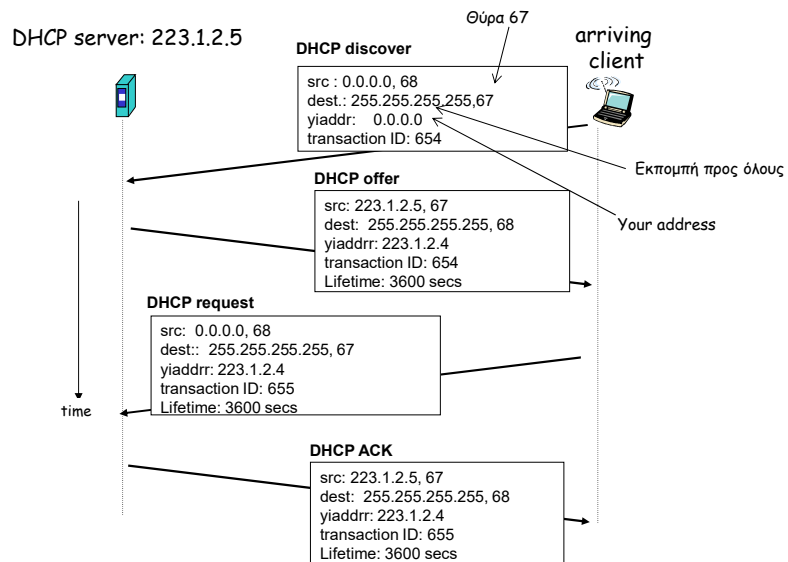 Θύρα 67
DHCP server: 223.1.2.5
arriving
client
DHCP discover
src : 0.0.0.0, 68
dest.: 255.255.255.255,67
yiaddr: 0.0.0.0
transaction ID: 654
Εκπομπή προς όλους
Your address
DHCP offer
src: 223.1.2.5, 67
dest: 255.255.255.255, 68
yiaddrr: 223.1.2.4
transaction ID: 654
Lifetime: 3600 secs
DHCP request
src: 0.0.0.0, 68
dest:: 255.255.255.255, 67
yiaddrr: 223.1.2.4
transaction ID: 655
Lifetime: 3600 secs
time
DHCP ACK
src: 223.1.2.5, 67
dest: 255.255.255.255, 68
yiaddrr: 223.1.2.4
transaction ID: 655
Lifetime: 3600 secs